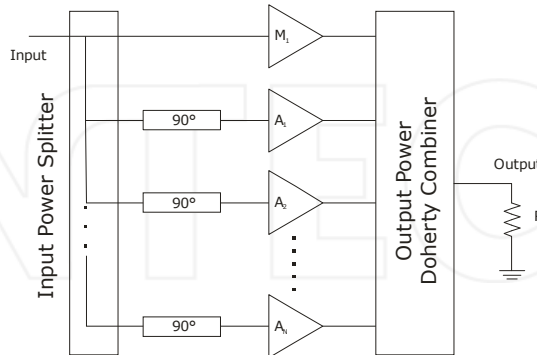 Input
Input Power Splitter
M1
90°
A1
90°
A2
90°
AN
Output Power
Doherty Combiner
Output